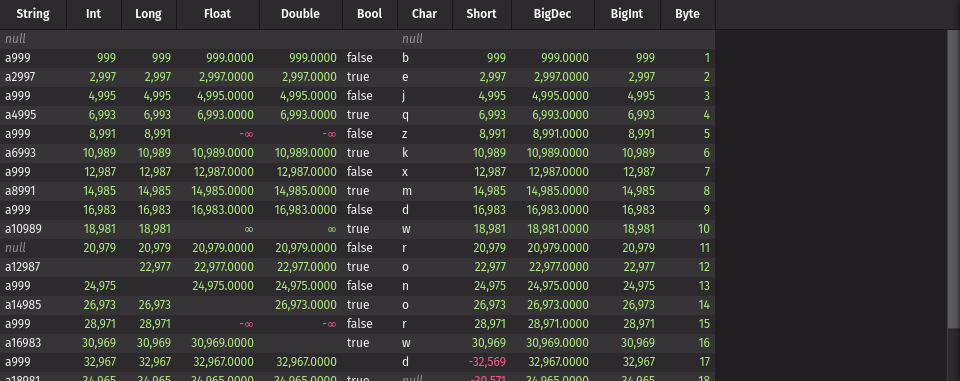 String Int Long Float Double Bool Char Short BigDec BigInt Byte
null null
a999 999 999 999.0000 999.0000 false b 999 999.0000 999 1
a2997 2,997 2,997 2,997.0000 2,997.0000 true e 2,997 2,997.0000 2,997 2
a999 4,995 4,995 4,995.0000 4,995.0000 false j 4,995 4,995.0000 4,995 3
a4995 6,993 6,993 6,993.0000 6,993.0000 true q 6,993 6,993.0000 6,993 4
a999 8,991 8,991 -∞ -∞ false z 8,991 8,991.0000 8,991 5
a6993 10,989 10,989 10,989.0000 10,989.0000 true k 10,989 10,989.0000 10,989 6
a999 12,987 12,987 12,987.0000 12,987.0000 false x 12,987 12,987.0000 12,987 7
a8991 14,985 14,985 14,985.0000 14,985.0000 true m 14,985 14,985.0000 14,985 8
a999 16,983 16,983 16,983.0000 16,983.0000 false d 16,983 16,983.0000 16,983 9
a10989 18,981 18,981 ∞ ∞ true w 18,981 18,981.0000 18,981 10
null 20,979 20,979 20,979.0000 20,979.0000 false r 20,979 20,979.0000 20,979 11
a12987 22,977 22,977.0000 22,977.0000 true o 22,977 22,977.0000 22,977 12
a999 24,975 24,975.0000 24,975.0000 false n 24,975 24,975.0000 24,975 13
a14985 26,973 26,973 26,973.0000 true o 26,973 26,973.0000 26,973 14
a999 28,971 28,971 -∞ -∞ false r 28,971 28,971.0000 28,971 15
a16983 30,969 30,969 30,969.0000 true w 30,969 30,969.0000 30,969 16
a999 32,967 32,967 32,967.0000 32,967.0000 d -32,569 32,967.0000 32,967 17
a18981 34,965 34,965 34,965.0000 34,965.0000 true null -30,571 34,965.0000 34,965 18